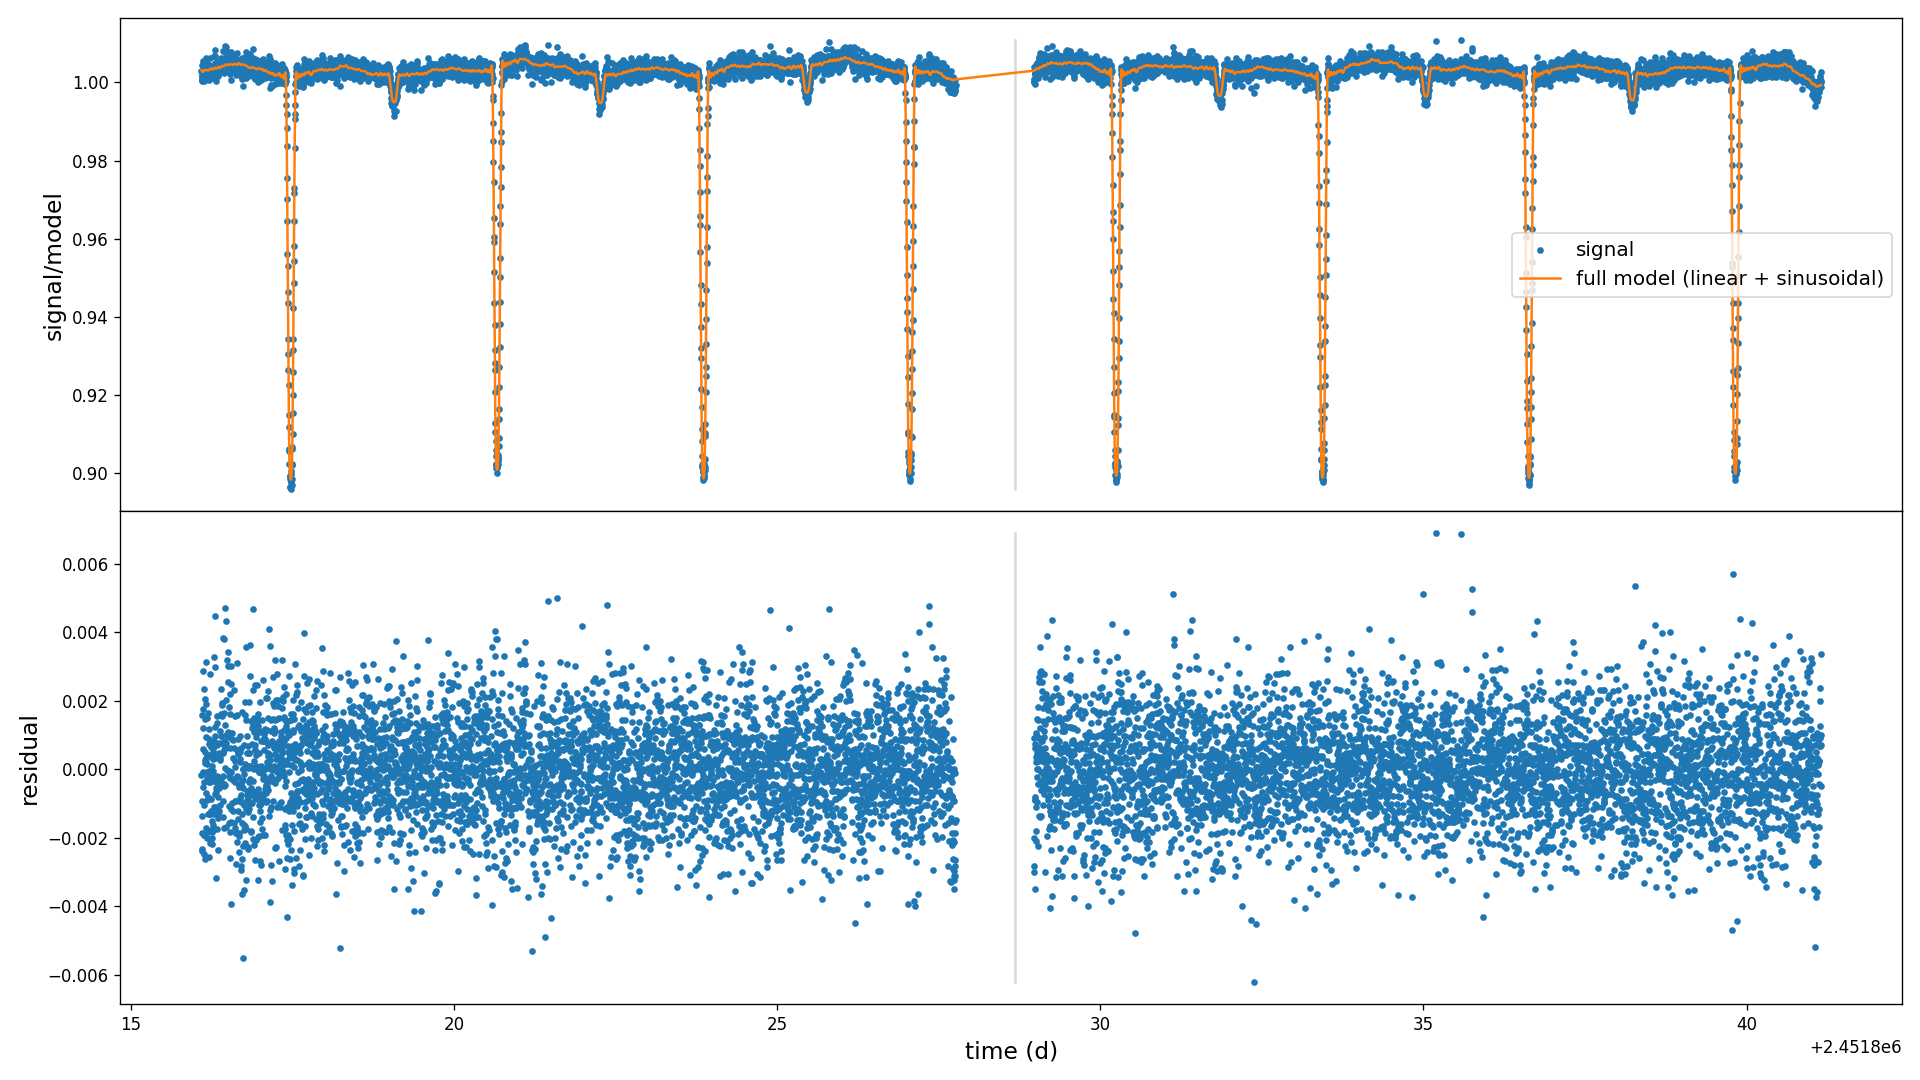 signal/model
1.00
0.98
0.96
0.94
0.92
0.90
signal
full model (linear + sinusoidal)
residual
0.006
0.004
0.002
0.000
−0.002
−0.004
−0.006
15 20 25 30 35 40
time (d)
+2.4518e6